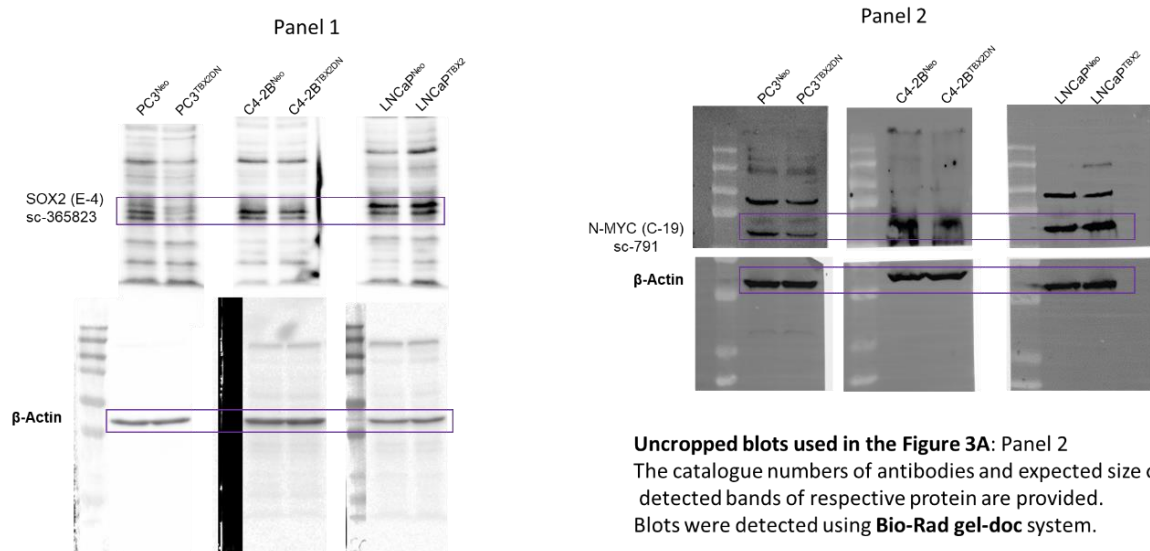 Panel 1
PC3Neo
PC3TBX2DN
C4-2BNeo
C4-2BTBX2DN
LNCaPNeo
LNCaPTBX2
SOX2 (E-4)
sc-365823
β-Actin
Panel 2
PC3Neo
PC3TBX2DN
C4-2BNeo
C4-2BTBX2DN
LNCaPNeo
LNCaPTBX2
N-MYC (C-19)
sc-791
β-Actin
Uncropped blots used in the Figure 3A: Panel 2
The catalogue numbers of antibodies and expected size
detected bands of respective protein are provided.
Blots were detected using Bio-Rad gel-doc system.